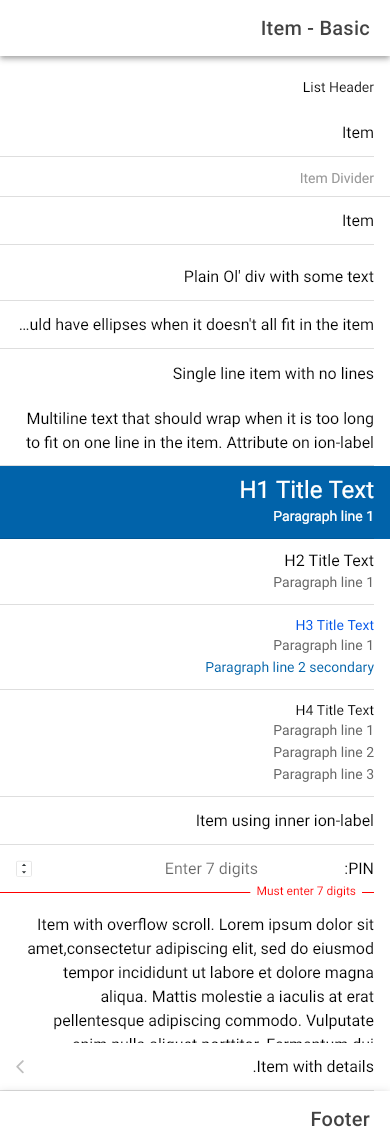 Item - Basic
List Header
Item
Item Divider
Item
Plain Ol' div with some text
...uld have ellipses when it doesn't all fit in the item
Single line item with no lines
Multiline text that should wrap when it is too long
to fit on one line in the item. Attribute on ion-label
H1 Title Text
Paragraph line 1
H2 Title Text
Paragraph line 1
H3 Title Text
Paragraph line 1
Paragraph line 2 secondary
H4 Title Text
Paragraph line 1
Paragraph line 2
Paragraph line 3
Item using inner ion-label
:PIN Enter 7 digits
Must enter 7 digits
Item with overflow scroll. Lorem ipsum dolor sit
amet,consectetur adipiscing elit, sed do eiusmod
tempor incididunt ut labore et dolore magna
aliqua. Mattis molestie a iaculis at erat
pellentesque adipiscing commodo. Vulputate
.Item with details
Footer